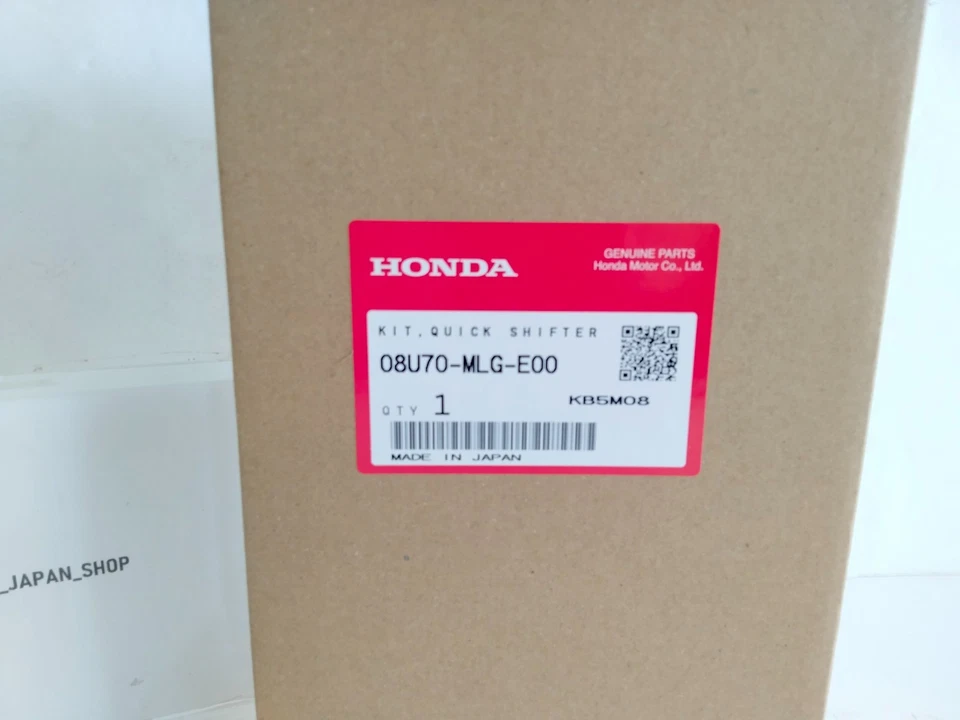 HONDA
GENUINE PARTS
Honda Motor Co., Ltd.
KIT, QUICK SHIFTER
08U70-MLG-E00
KB5M08
QTY 1
MADE IN JAPAN
_JAPAN_SHOP